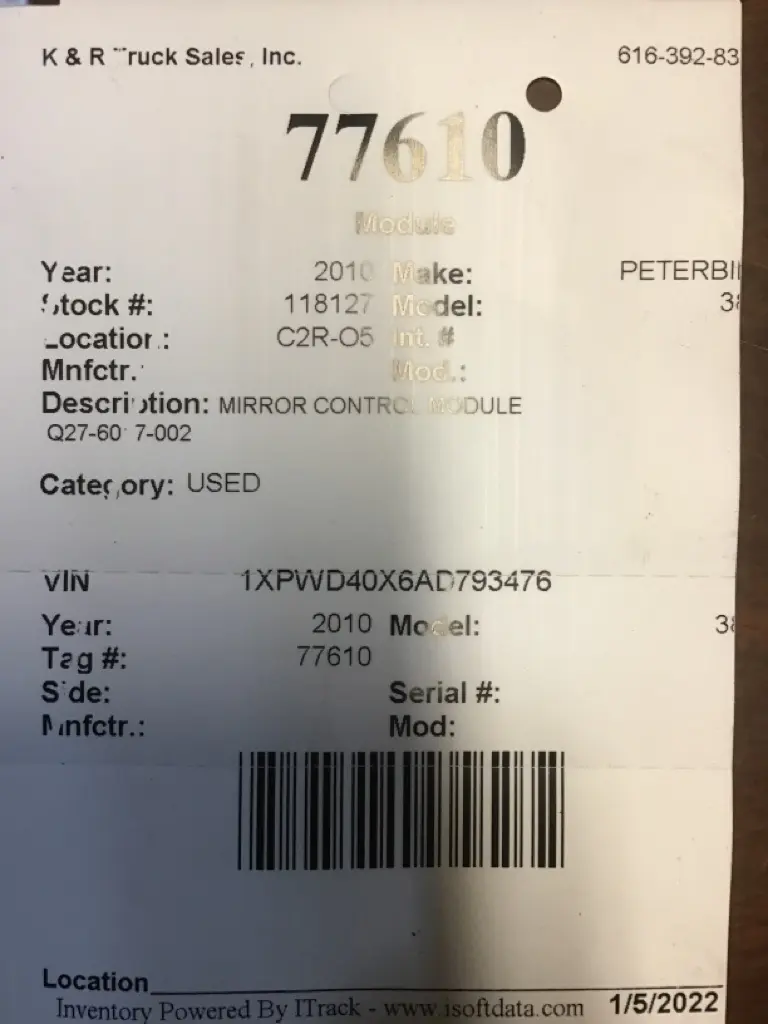 K & R Truck Sales, Inc. 616-392-83
77610
Module
Year: 2010 Make: PETERBI
Stock #: 118127 Model: 38
Location: C2R-O5 Int. #
Mnfctr.: Mod.:
Description: MIRROR CONTROL MODULE
Q27-60 7-002
Category: USED
VIN 1XPWD40X6AD793476
Year: 2010 Model: 38
Tag #: 77610
Side: Serial #:
Mnfctr.: Mod:
Location
Inventory Powered By ITrack - www.isoftdata.com 1/5/2022